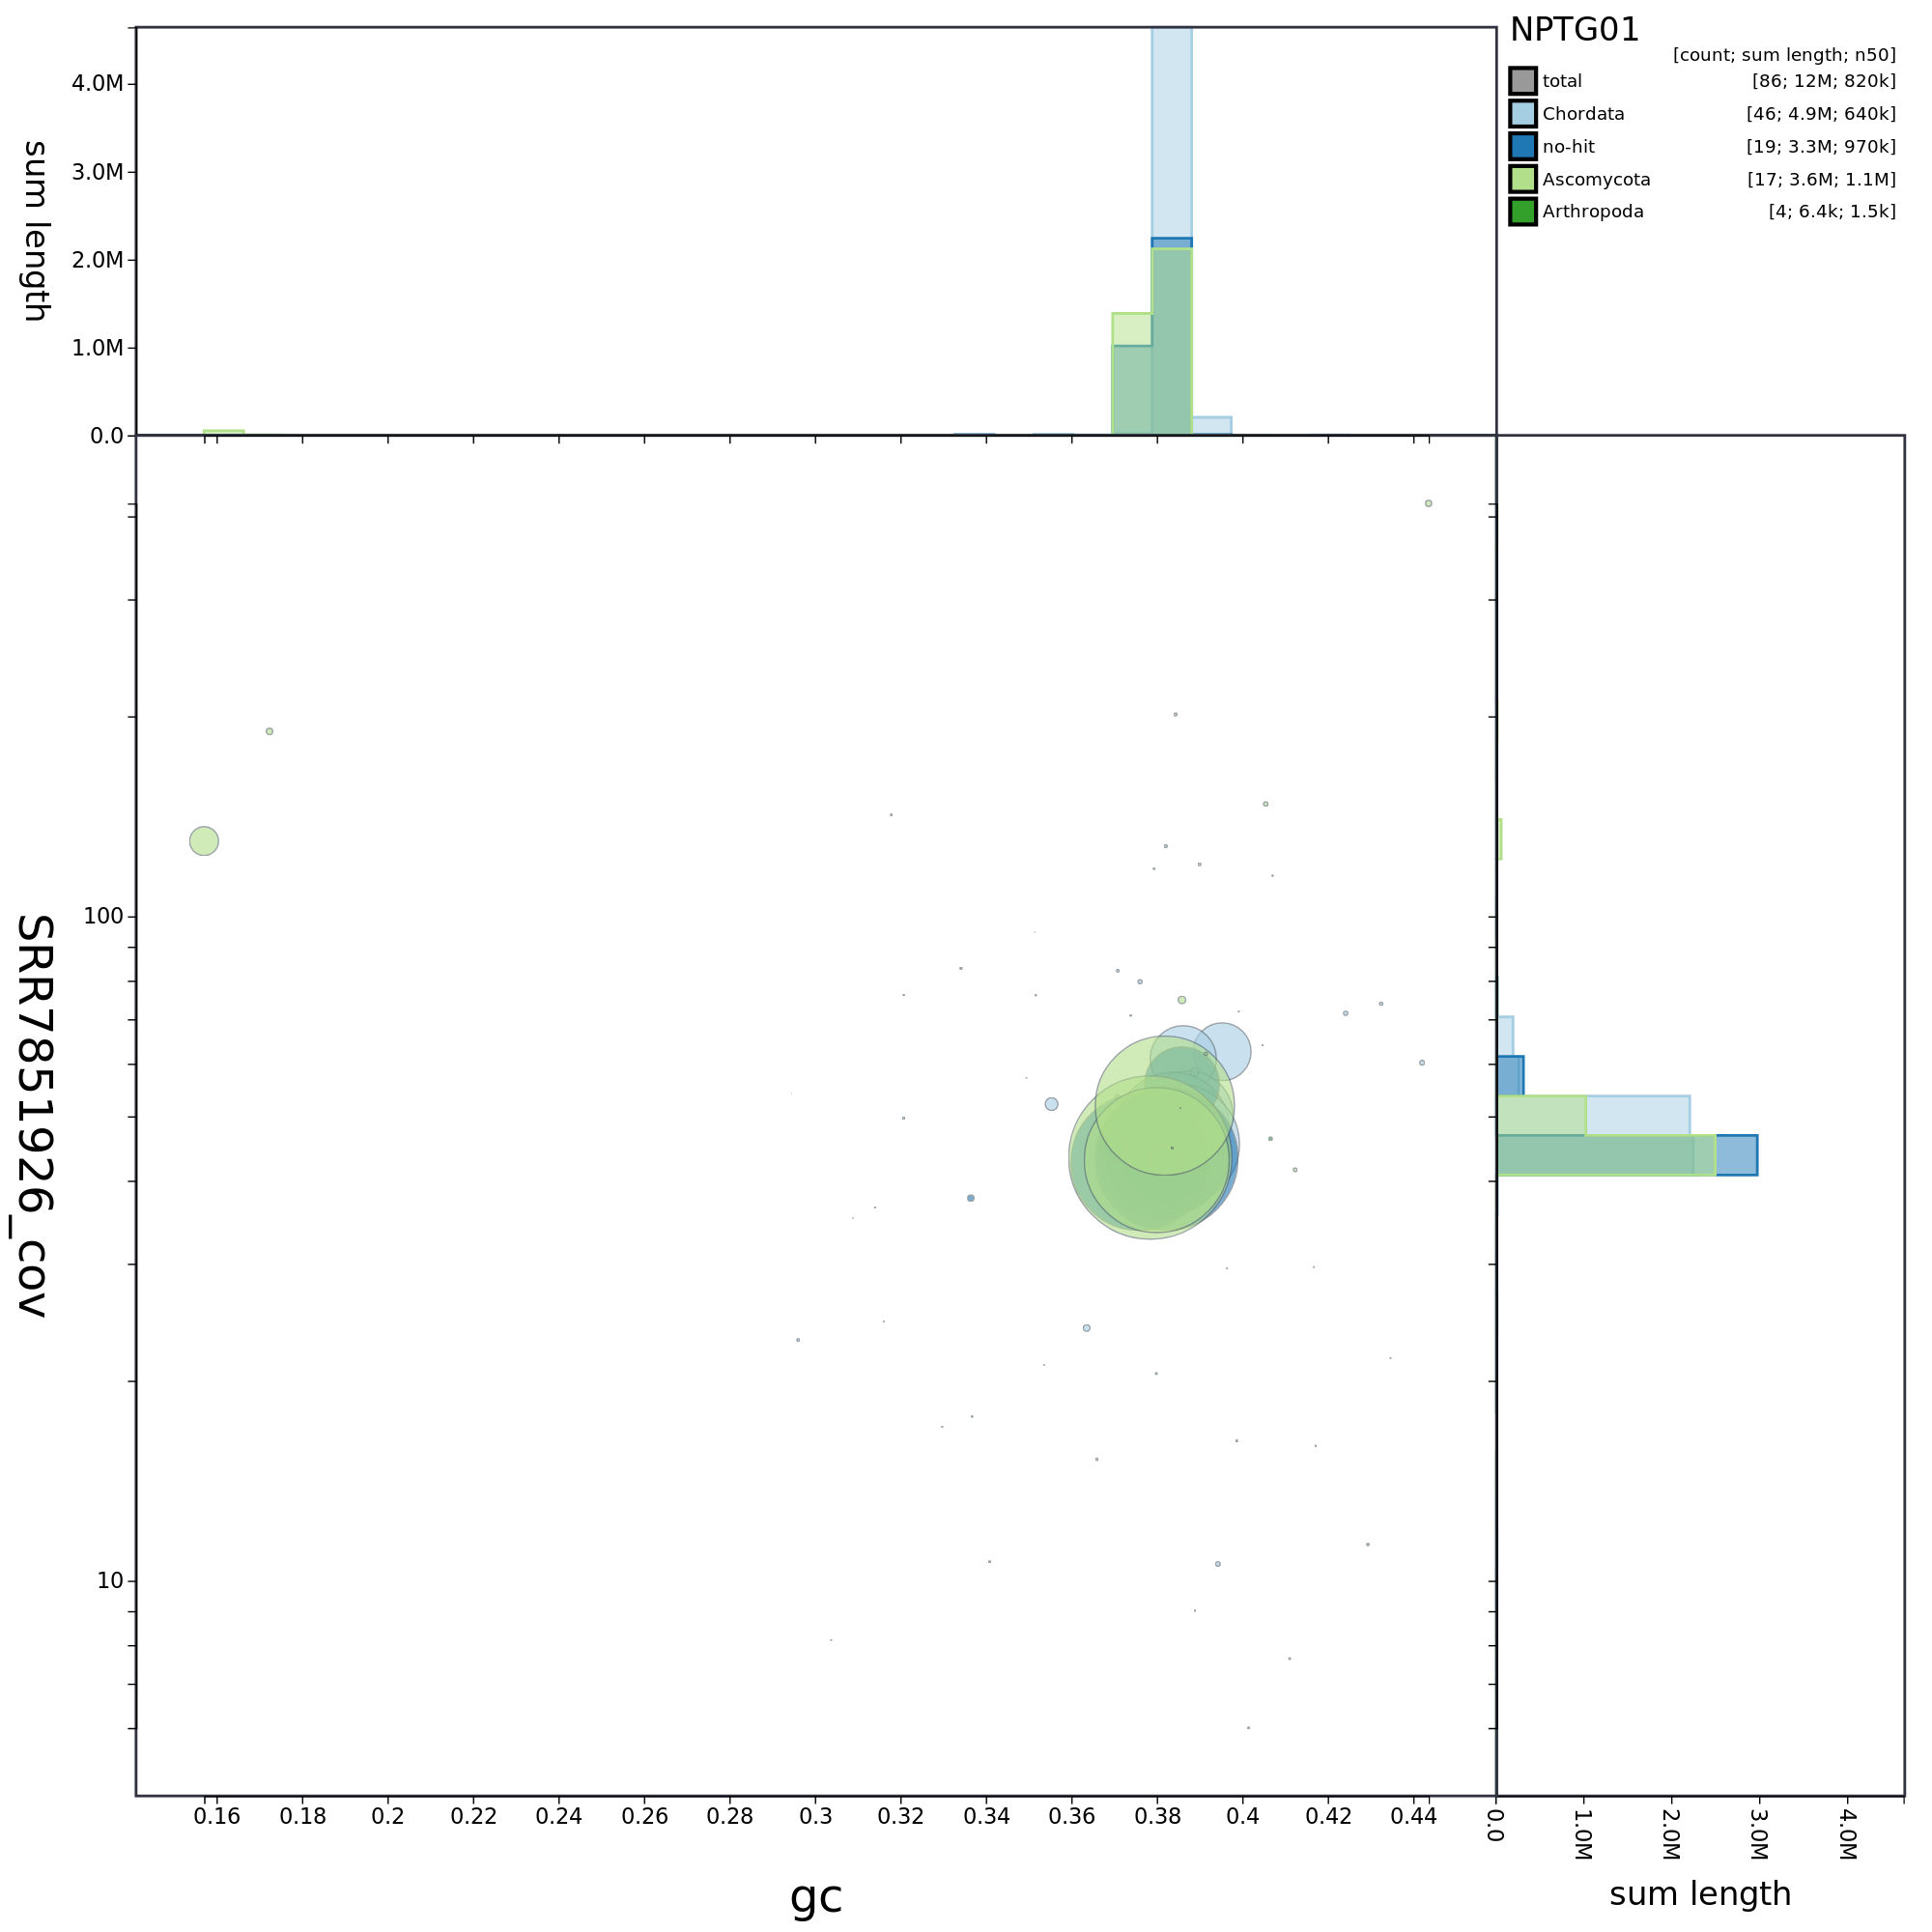 NPTG01
[count; sum length; n50]
total [86; 12M; 820k]
Chordata [46; 4.9M; 640k]
no-hit [19; 3.3M; 970k]
Ascomycota [17; 3.6M; 1.1M]
Arthropoda [4; 6.4k; 1.5k]
sum length
4.0M
3.0M
2.0M
1.0M
0.0
SRR7851926_cov
100
10
0.16 0.18 0.2 0.22 0.24 0.26 0.28 0.3 0.32 0.34 0.36 0.38 0.4 0.42 0.44
gc
0.0 1.0M 2.0M 3.0M 4.0M
sum length